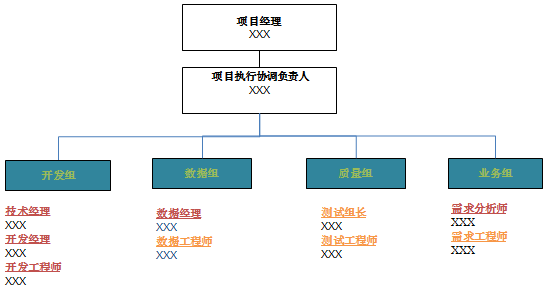 项目经理
XXX
项目执行协调负责人
XXX
开发组
数据组
质量组
业务组
技术经理
XXX
开发经理
XXX
开发工程师
XXX
数据经理
XXX
数据工程师
XXX
测试组长
XXX
测试工程师
XXX
需求分析师
XXX
需求工程师
XXX